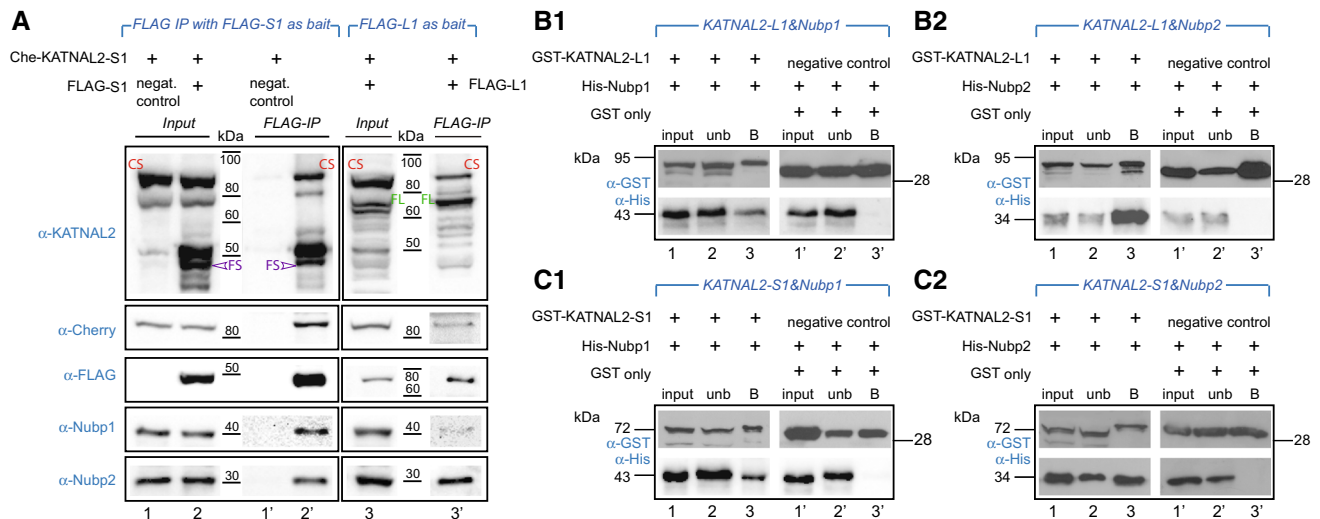 A
FLAG IP with FLAG-S1 as bait
FLAG-L1 as bait
Che-KATNAL2-S1 + + + + +
FLAG-S1 negat. control + negat. control + + FLAG-L1
Input kDa FLAG-IP Input kDa FLAG-IP
CS CS CS CS
100 100
80 80
60 60
50 50
FL FL
FS FS
α-KATNAL2
α-Cherry 80 80
α-FLAG 50 80 60
α-Nubp1 40 40
α-Nubp2 30 30
1 2 1' 2' 3 3'
B1
KATNAL2-L1&Nubp1
GST-KATNAL2-L1 + + + negative control
His-Nubp1 + + + + + +
GST only + + +
input unb B input unb B
kDa 95
α-GST 28
α-His
43
1 2 3 1' 2' 3'
B2
KATNAL2-L1&Nubp2
GST-KATNAL2-L1 + + + negative control
His-Nubp2 + + + + + +
GST only + + +
input unb B input unb B
kDa 95
α-GST 28
α-His
34
1 2 3 1' 2' 3'
C1
KATNAL2-S1&Nubp1
GST-KATNAL2-S1 + + + negative control
His-Nubp1 + + + + + +
GST only + + +
input unb B input unb B
kDa
72
α-GST 28
α-His
43
1 2 3 1' 2' 3'
C2
KATNAL2-S1&Nubp2
GST-KATNAL2-S1 + + + negative control
His-Nubp2 + + + + + +
GST only + + +
input unb B input unb B
kDa
72
α-GST 28
α-His
34
1 2 3 1' 2' 3'